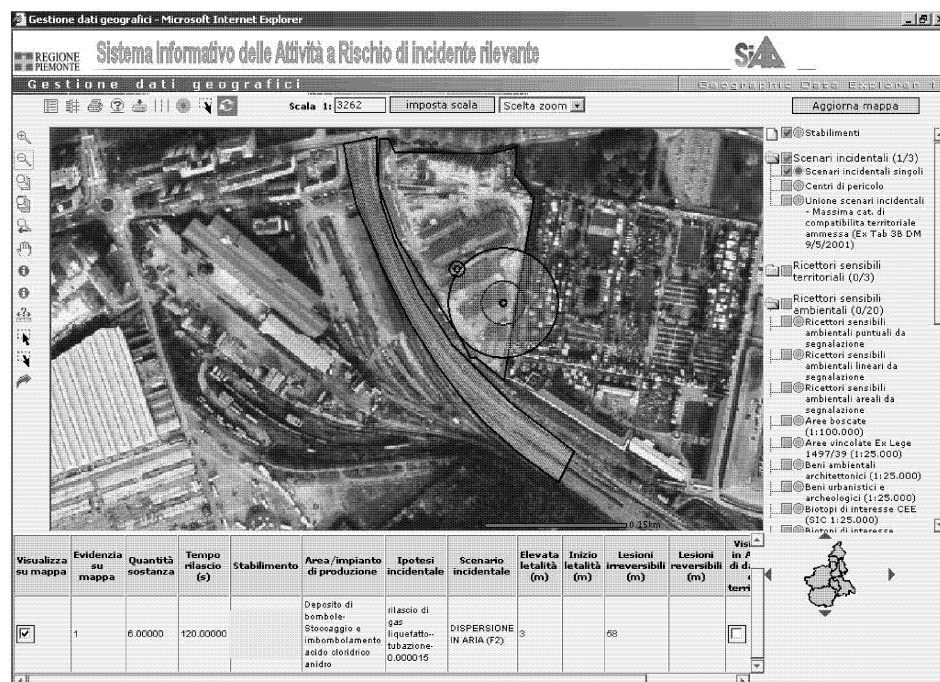 Gestione dati geografici - Microsoft Internet Explorer
REGIONE
PIEMONTE
Sistema Informativo delle Attività a Rischio di incidente rilevante
Gestione dati geografici
Geographic Data Explorer
Scala 1: 3262
imposta scala
Scelta zoom
Aggiorna mappa
Stabilimenti
Scenari incidentali (1/3)
Scenari incidentali singoli
Centri di pericolo
Unione scenari incidentali
- Massima cat. di
compatibilita territoriale
ammessa (Ex Tab 3B DM
9/5/2001)
Ricettori sensibili
territoriali (0/3)
Ricettori sensibili
ambientali (0/20)
Ricettori sensibili
ambientali puntuali da
segnalazione
Ricettori sensibili
ambientali lineari da
segnalazione
Ricettori sensibili
ambientali areali da
segnalazione
Aree boscate
(1:100.000)
Aree vincolate Ex Lege
1497/39 (1:25.000)
Beni ambientali
architettonici (1:25.000)
Beni urbanistici e
archeologici (1:25.000)
Biotopi di interesse CEE
(SIC 1:25.000)
Biotopi di interesse
0.15km
Visualizza
su mappa
Evidenzia
su
mappa
Quantità
sostanza
Tempo
rilascio
(s)
Stabilimento
Area/impianto
di produzione
Ipotesi
incidentale
Scenario
incidentale
Elevata
letalità
(m)
Inizio
letalità
(m)
Lesioni
irreversibili
(m)
Lesioni
reversibili
(m)
1
6.00000
120.00000
Deposito di
bombole-
Stoccaggio e
imbombolamento
acido cloridrico
anidro
rilascio di
gas
liquefatto--
tubazione-
0.000015
DISPERSIONE
IN ARIA (F2)
3
58